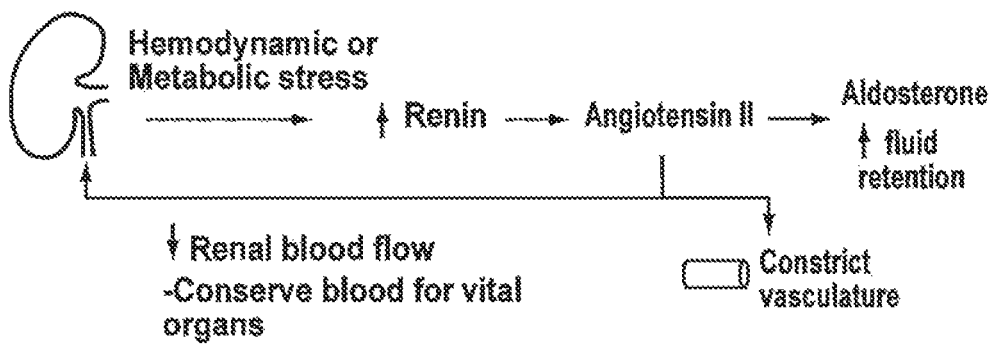 Hemodynamic or
Metabolic stress
↑ Renin
Angiotensin II
Aldosterone
↑ fluid
retention
↓ Renal blood flow
-Conserve blood for vital
organs
Constrict
vasculature